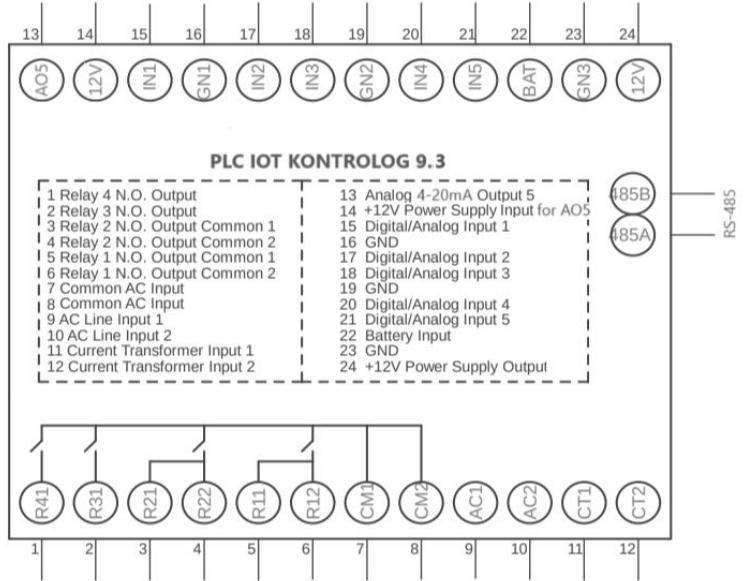 13 14 15 16 17 18 19 20 21 22 23 24
AO5 12V IN1 GN1 IN2 IN3 GN2 IN4 IN5 BAT GN3 12V
PLC IOT KONTROLOG 9.3
1 Relay 4 N.O. Output
2 Relay 3 N.O. Output
3 Relay 2 N.O. Output Common 1
4 Relay 2 N.O. Output Common 2
5 Relay 1 N.O. Output Common 1
6 Relay 1 N.O. Output Common 2
7 Common AC Input
8 Common AC Input
9 AC Line Input 1
10 AC Line Input 2
11 Current Transformer Input 1
12 Current Transformer Input 2
13 Analog 4-20mA Output 5
14 +12V Power Supply Input for AO5
15 Digital/Analog Input 1
16 GND
17 Digital/Analog Input 2
18 Digital/Analog Input 3
19 GND
20 Digital/Analog Input 4
21 Digital/Analog Input 5
22 Battery Input
23 GND
24 +12V Power Supply Output
485B
485A
RS-485
R41 R31 R21 R22 R11 R12 CM1 CM2 AC1 AC2 CT1 CT2
1 2 3 4 5 6 7 8 9 10 11 12